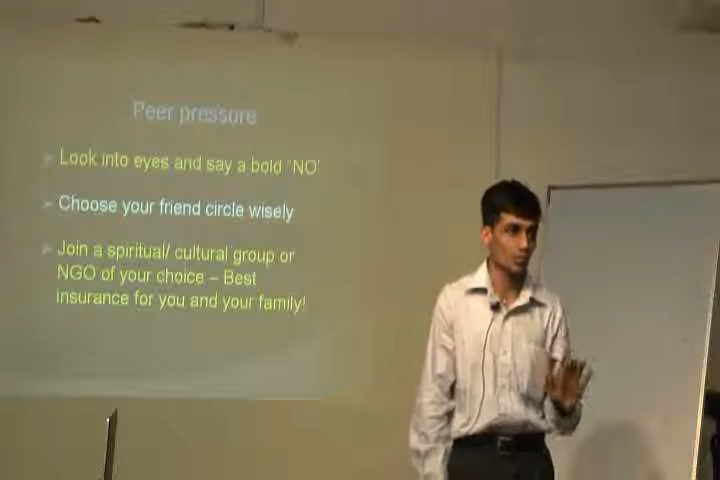 Peer pressure
Look into eyes and say a bold 'NO'
Choose your friend circle wisely
Join a spiritual/ cultural group or
NGO of your choice – Best
insurance for you and your family!